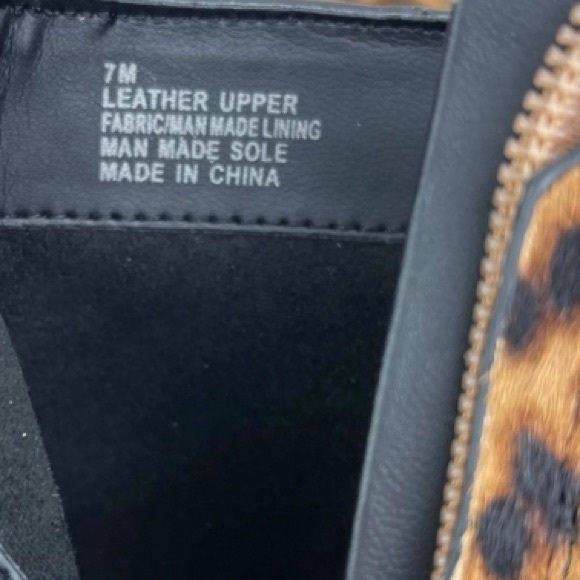 7M
LEATHER UPPER
FABRIC/MAN MADE LINING
MAN MADE SOLE
MADE IN CHINA